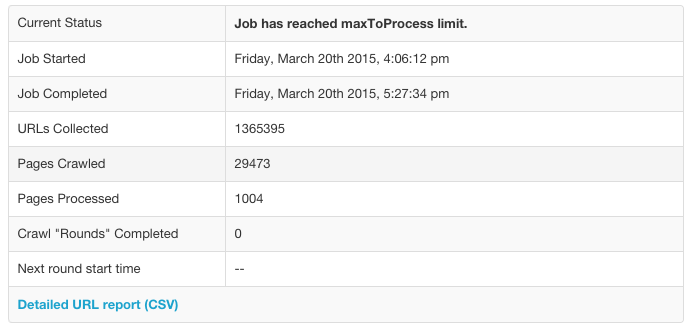 Current Status Job has reached maxToProcess limit.
Job Started Friday, March 20th 2015, 4:06:12 pm
Job Completed Friday, March 20th 2015, 5:27:34 pm
URLs Collected 1365395
Pages Crawled 29473
Pages Processed 1004
Crawl "Rounds" Completed 0
Next round start time --
Detailed URL report (CSV)